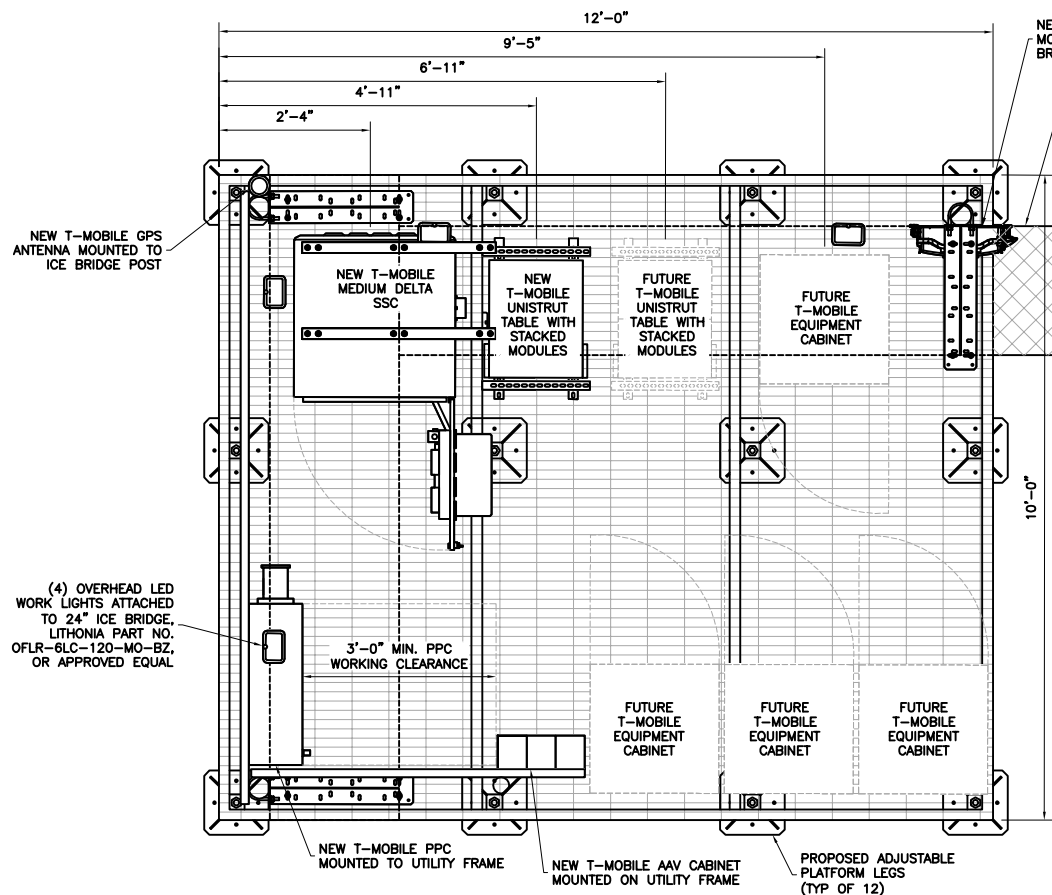 12'-0"
9'-5"
6'-11"
4'-11"
2'-4"
NE
MO
BR
NEW T-MOBILE GPS
ANTENNA MOUNTED TO
ICE BRIDGE POST
NEW T-MOBILE
MEDIUM DELTA
SSC
NEW
T-MOBILE
UNISTRUT
TABLE WITH
STACKED
MODULES
FUTURE
T-MOBILE
UNISTRUT
TABLE WITH
STACKED
MODULES
FUTURE
T-MOBILE
EQUIPMENT
CABINET
10'-0"
(4) OVERHEAD LED
WORK LIGHTS ATTACHED
TO 24" ICE BRIDGE,
LITHONIA PART NO.
OFLR-6LC-120-MO-BZ,
OR APPROVED EQUAL
3'-0" MIN. PPC
WORKING CLEARANCE
FUTURE
T-MOBILE
EQUIPMENT
CABINET
FUTURE
T-MOBILE
EQUIPMENT
CABINET
FUTURE
T-MOBILE
EQUIPMENT
CABINET
NEW T-MOBILE PPC
MOUNTED TO UTILITY FRAME
NEW T-MOBILE AAV CABINET
MOUNTED ON UTILITY FRAME
PROPOSED ADJUSTABLE
PLATFORM LEGS
(TYP OF 12)